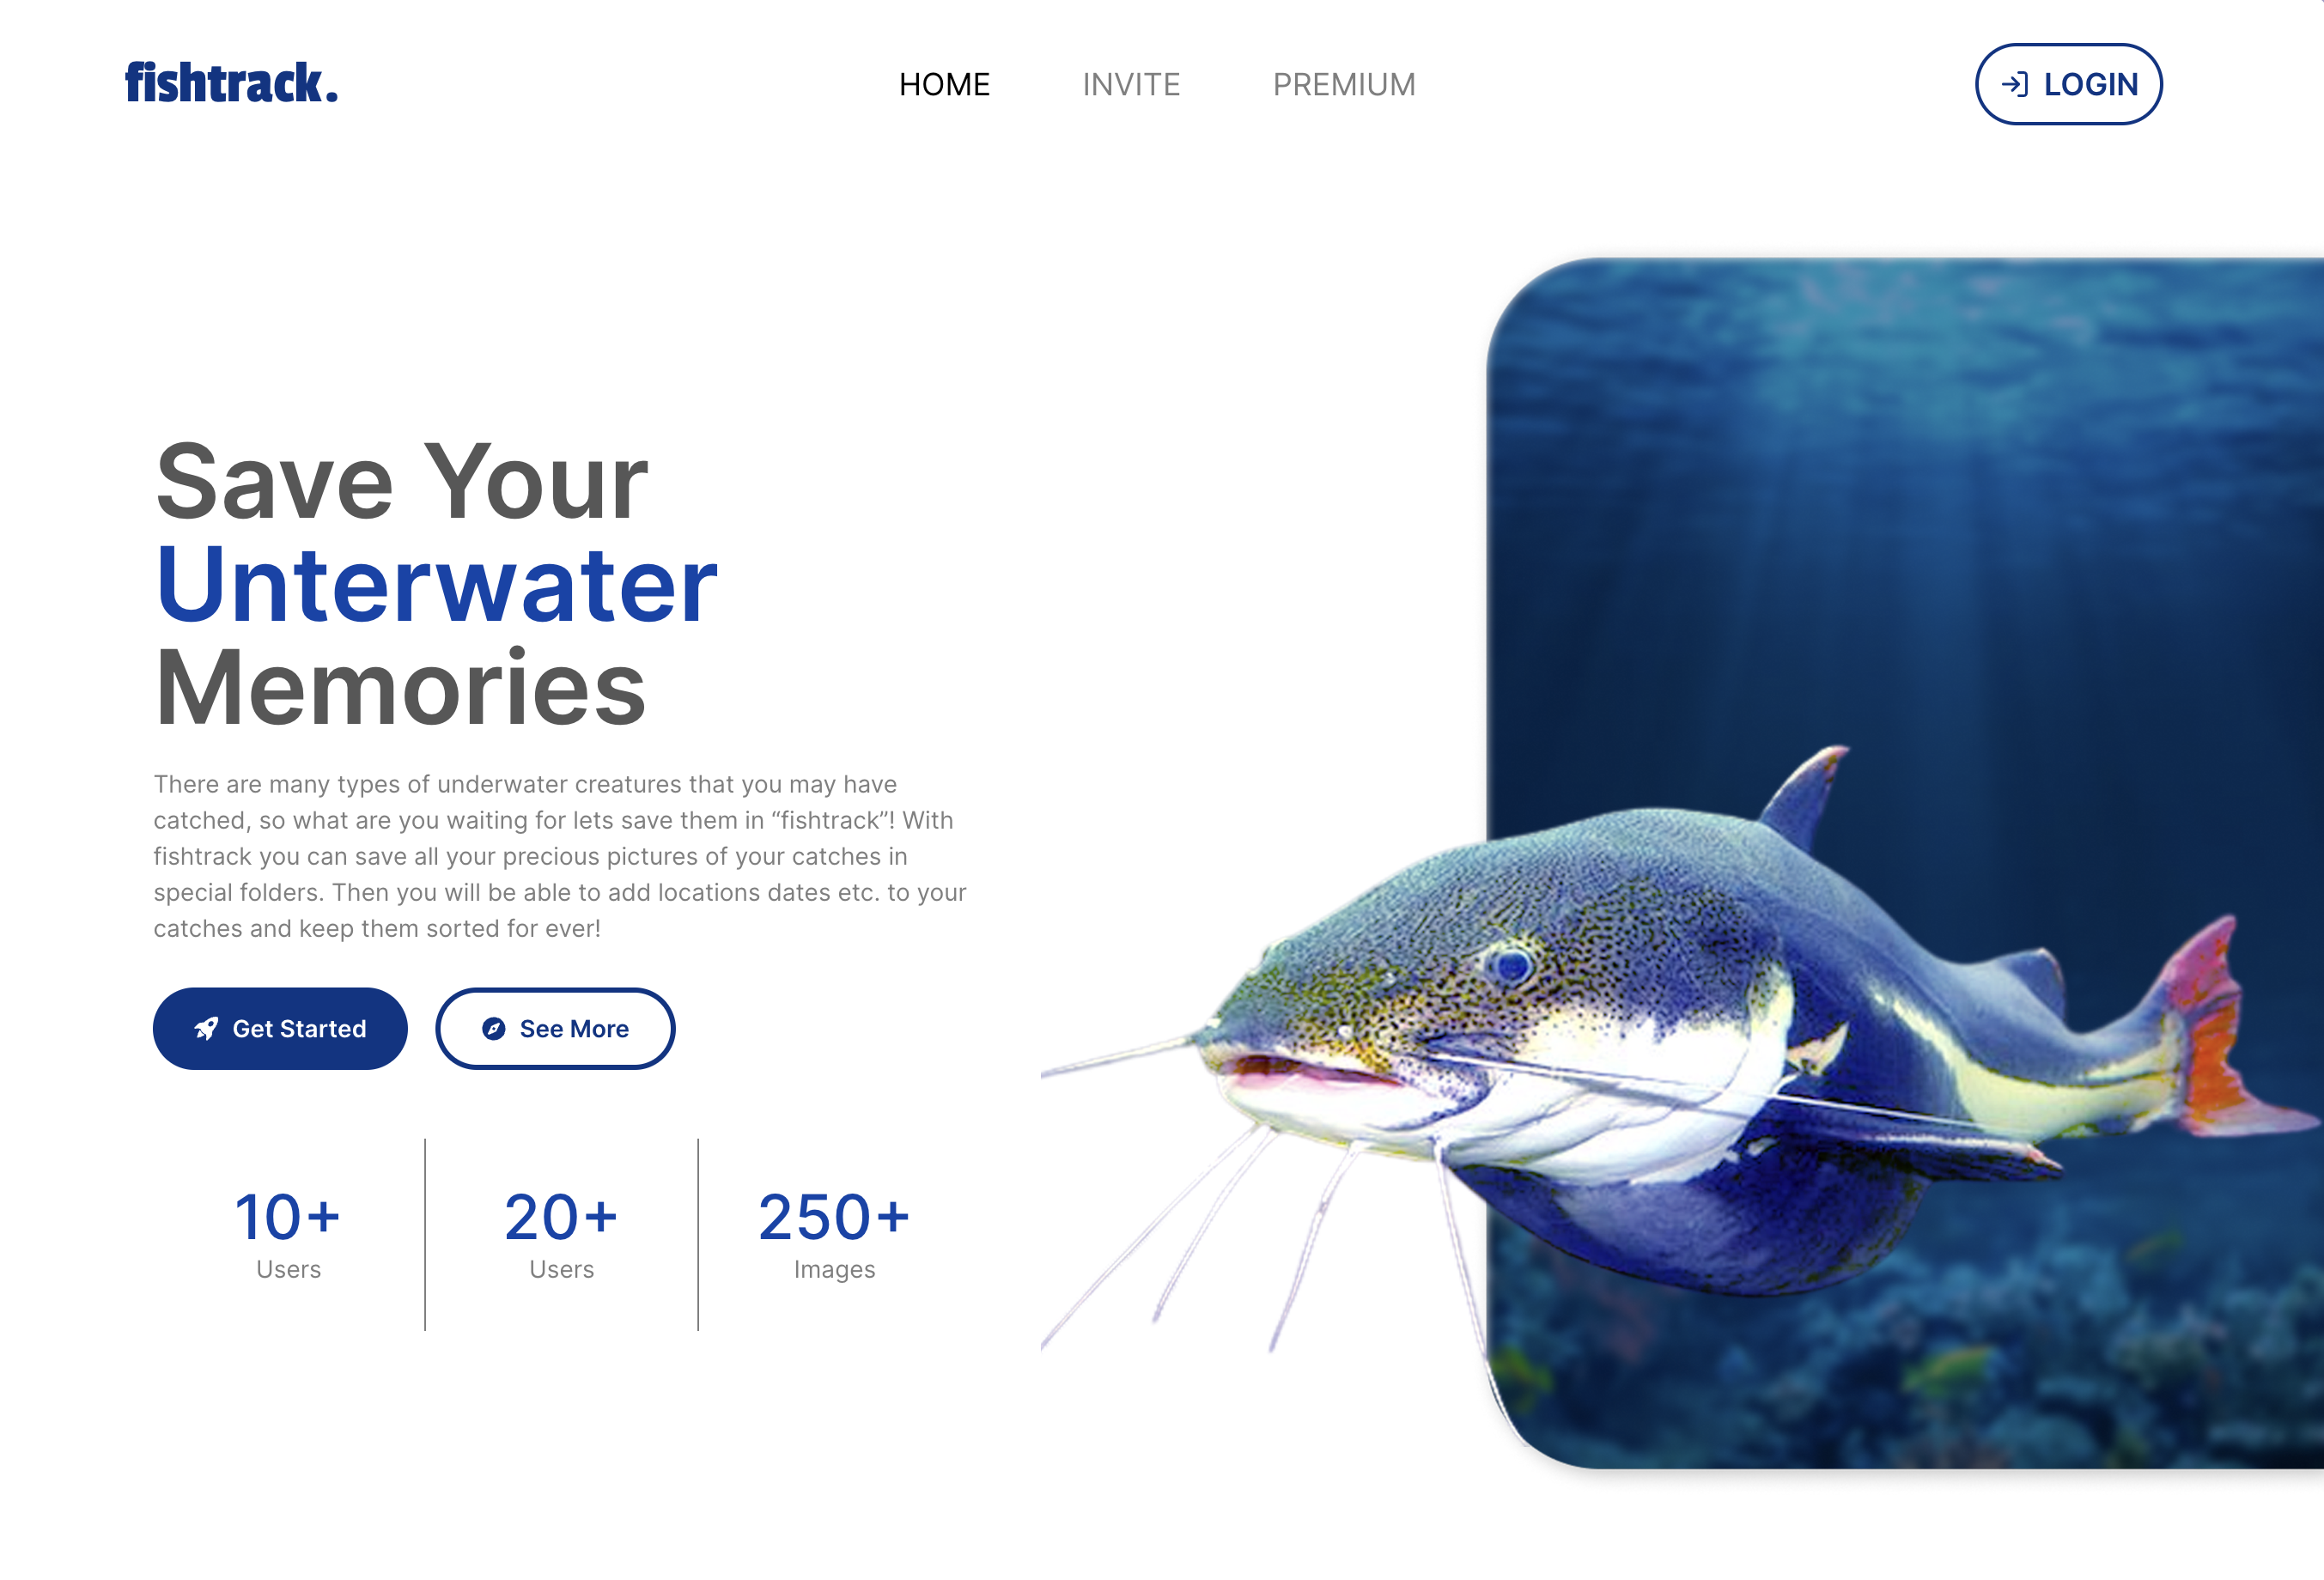 fishtrack.
HOME
INVITE
PREMIUM
LOGIN
Save Your
Unterwater
Memories
There are many types of underwater creatures that you may have
catched, so what are you waiting for lets save them in “fishtrack”! With
fishtrack you can save all your precious pictures of your catches in
special folders. Then you will be able to add locations dates etc. to your
catches and keep them sorted for ever!
Get Started
See More
10+
Users
20+
Users
250+
Images